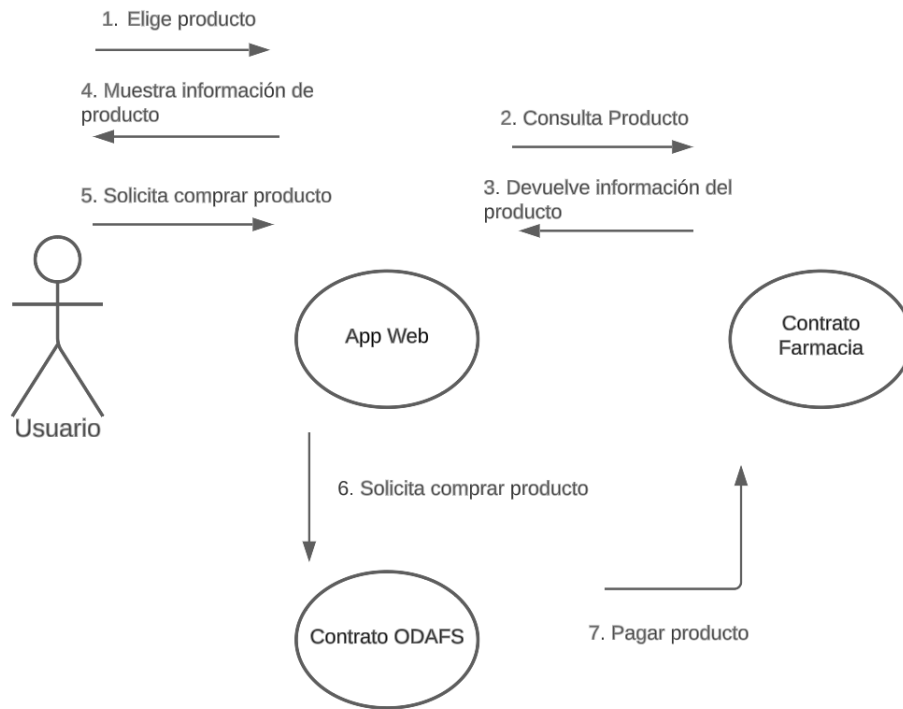 1. Elige producto
4. Muestra información de
producto
2. Consulta Producto
3. Devuelve información del
producto
5. Solicita comprar producto
App Web
Contrato
Farmacia
Usuario
6. Solicita comprar producto
Contrato ODAFS
7. Pagar producto